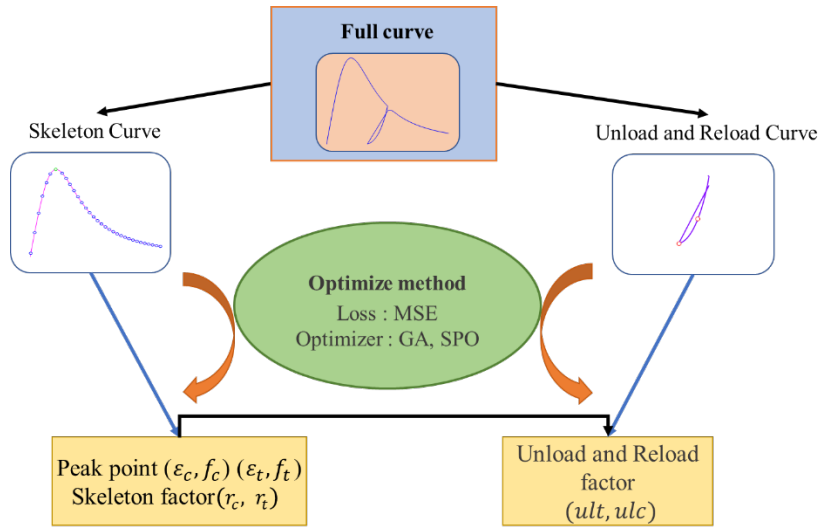 Full curve
Skeleton Curve
Unload and Reload Curve
Optimize method
Loss : MSE
Optimizer : GA, SPO
Peak point (εc, fc) (εt, ft)
Skeleton factor(rc, rt)
Unload and Reload
factor
(ult, ulc)